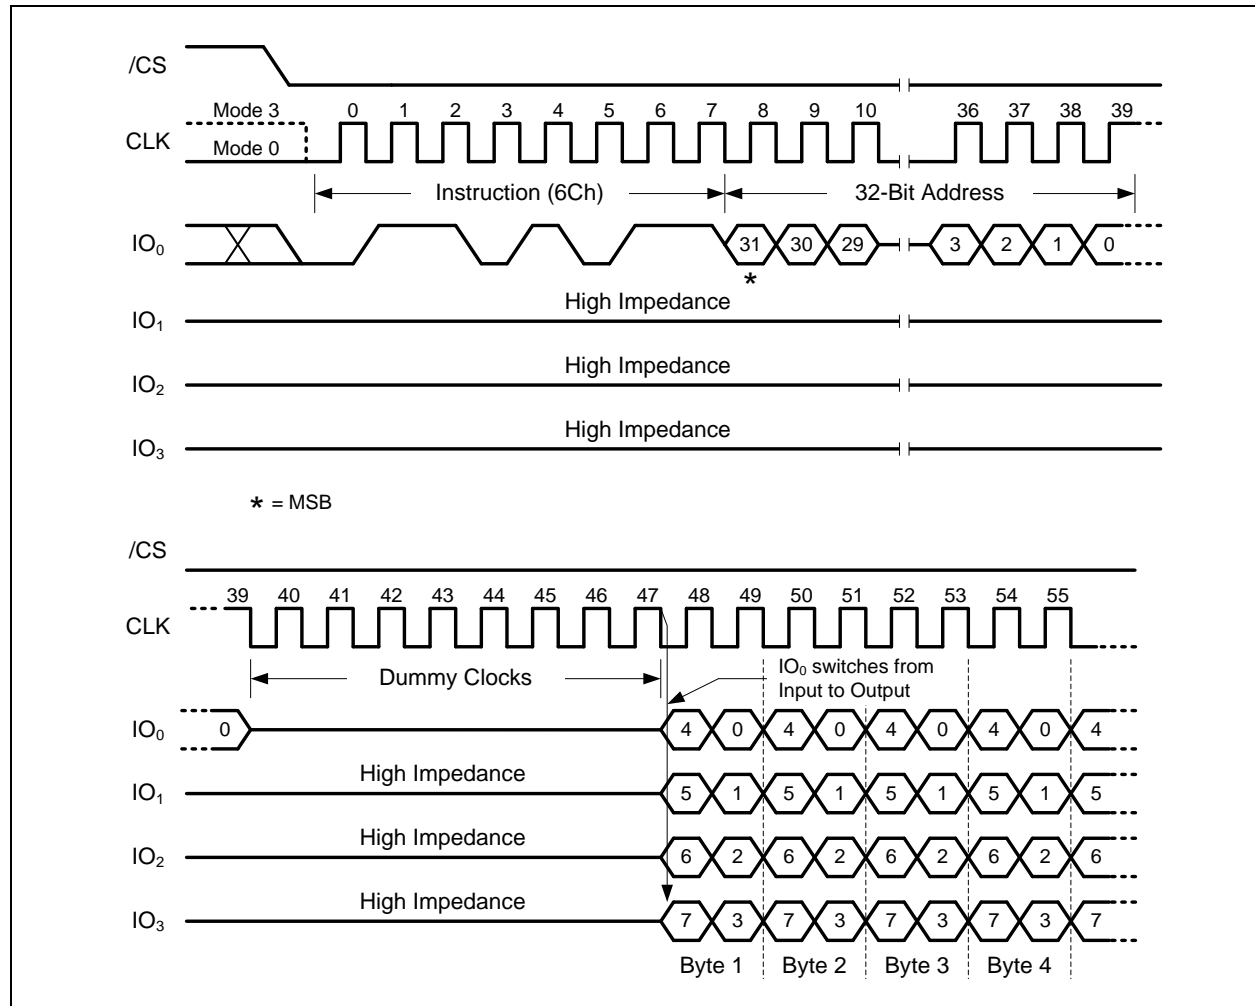 /CS
Mode 3 0 1 2 3 4 5 6 7 8 9 10 36 37 38 39
CLK
Mode 0
Instruction (6Ch) 32-Bit Address
IO₀ 31 30 29 3 2 1 0
*
High Impedance
IO₁
High Impedance
IO₂
High Impedance
IO₃
* = MSB
/CS
39 40 41 42 43 44 45 46 47 48 49 50 51 52 53 54 55
CLK
Dummy Clocks
IO₀ switches from
Input to Output
IO₀ 0 4 0 4 0 4 0 4 0 4
High Impedance
IO₁ 5 1 5 1 5 1 5 1 5
High Impedance
IO₂ 6 2 6 2 6 2 6 2 6
High Impedance
IO₃ 7 3 7 3 7 3 7 3 7
Byte 1 Byte 2 Byte 3 Byte 4